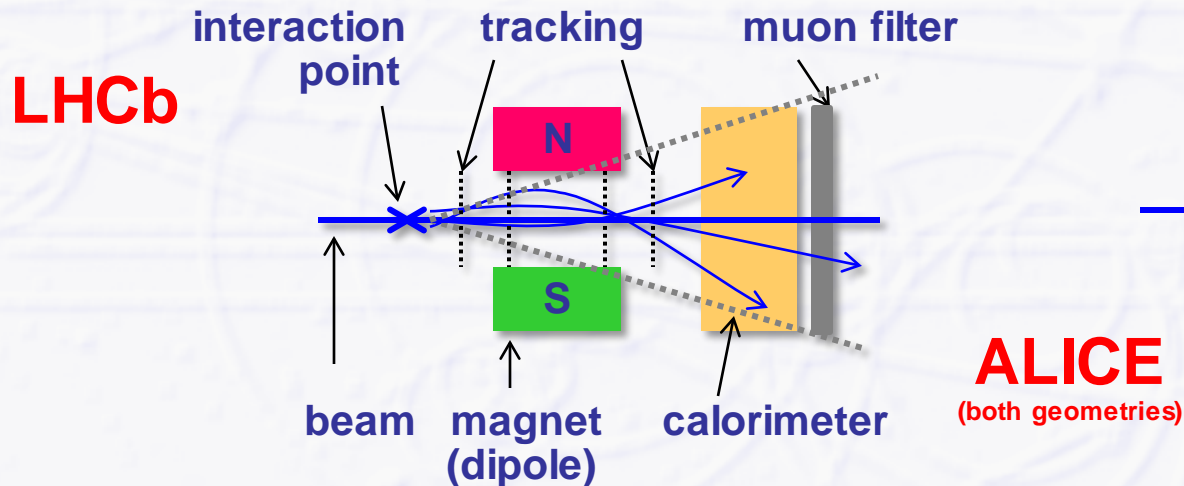 interaction
point
tracking
muon filter
LHCb
N
S
beam
magnet
(dipole)
calorimeter
ALICE
(both geometries)